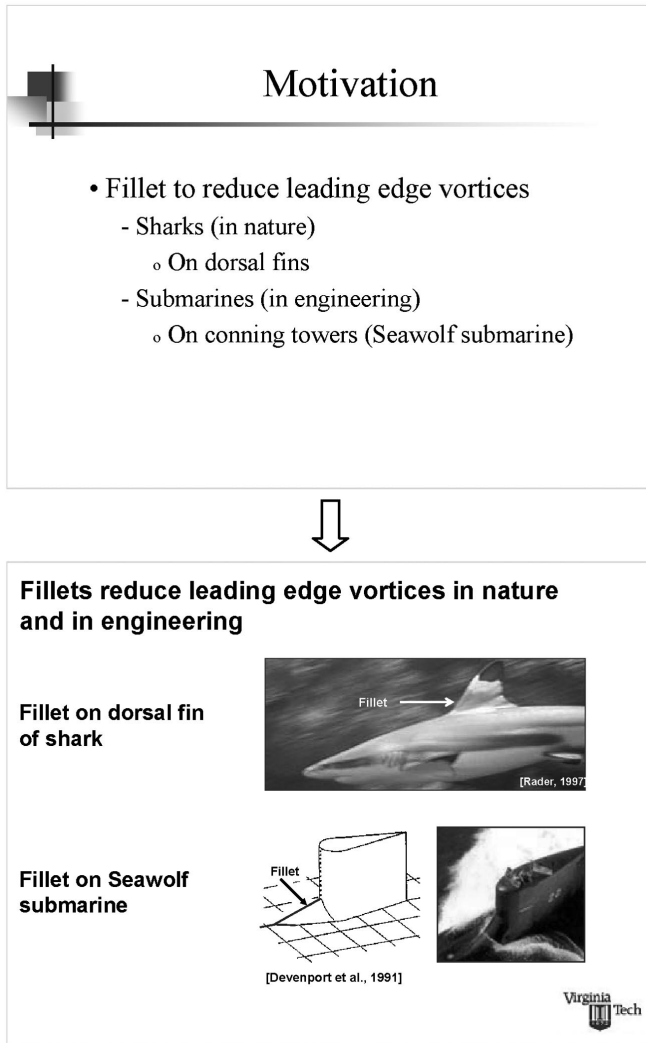 Motivation
• Fillet to reduce leading edge vortices
- Sharks (in nature)
o On dorsal fins
- Submarines (in engineering)
o On conning towers (Seawolf submarine)
Fillets reduce leading edge vortices in nature
and in engineering
Fillet on dorsal fin
of shark
Fillet
[Rader, 1997]
Fillet on Seawolf
submarine
Fillet
[Devenport et al., 1991]
Virginia
Tech